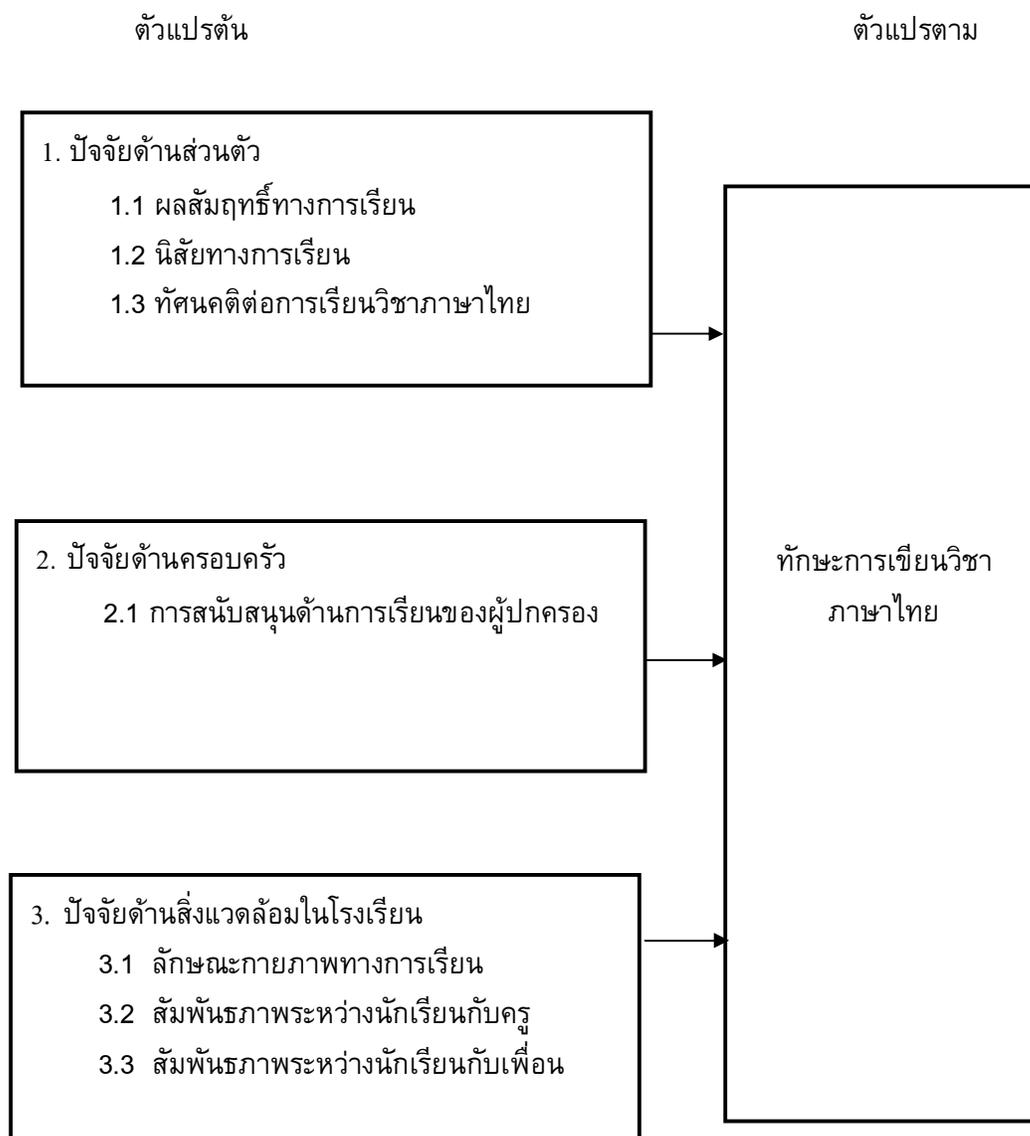 ตัวแปรต้น
ตัวแปรตาม
1. ปัจจัยด้านส่วนตัว
1.1 ผลสัมฤทธิ์ทางการเรียน
1.2 นิสัยทางการเรียน
1.3 ทัศนคติต่อการเรียนวิชาภาษาไทย
2. ปัจจัยด้านครอบครัว
2.1 การสนับสนุนด้านการเรียนของผู้ปกครอง
3. ปัจจัยด้านสิ่งแวดล้อมในโรงเรียน
3.1 ลักษณะกายภาพทางการเรียน
3.2 สัมพันธภาพระหว่างนักเรียนกับครู
3.3 สัมพันธภาพระหว่างนักเรียนกับเพื่อน
ทักษะการเขียนวิชา
ภาษาไทย